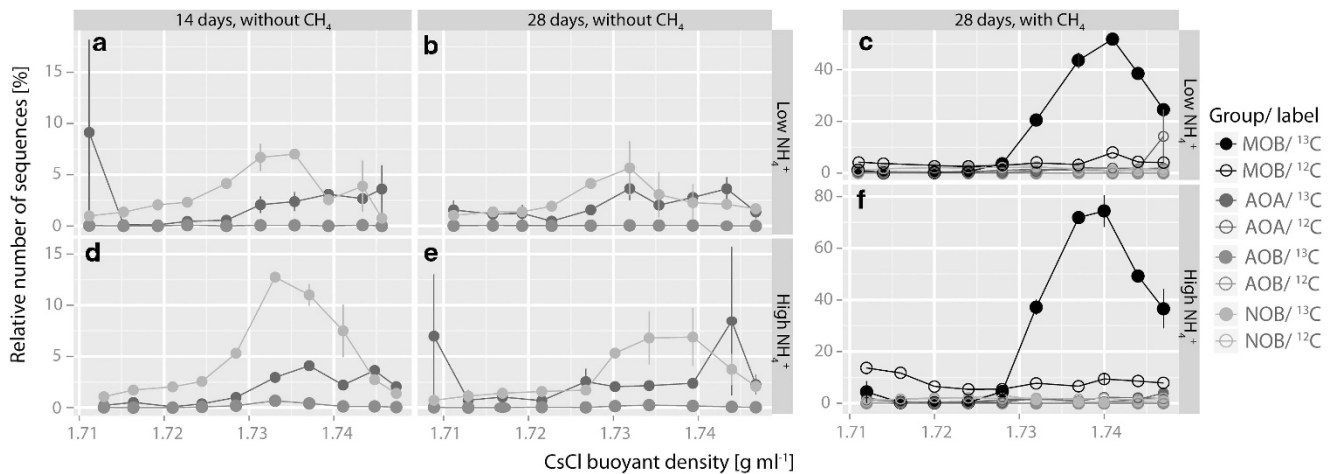 14 days, without CH₄
28 days, without CH₄
28 days, with CH₄
a
b
c
d
e
f
Low NH₄⁺
High NH₄⁺
Low NH₄⁺
High NH₄⁺
Relative number of sequences [%]
15
10
5
0
15
10
5
0
40
20
0
80
60
40
20
0
1.71
1.72
1.73
1.74
1.71
1.72
1.73
1.74
1.71
1.72
1.73
1.74
CsCl buoyant density [g ml⁻¹]
Group/ label
MOB/ ¹³C
MOB/ ¹²C
AOA/ ¹³C
AOA/ ¹²C
AOB/ ¹³C
AOB/ ¹²C
NOB/ ¹³C
NOB/ ¹²C